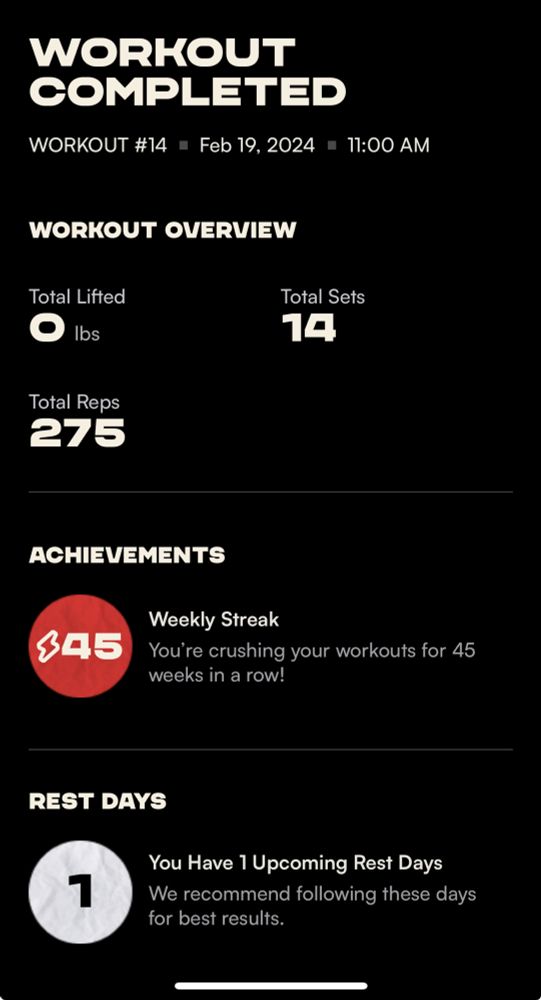 WORKOUT
COMPLETED
WORKOUT #14 ▪ Feb 19, 2024 ▪ 11:00 AM
WORKOUT OVERVIEW
Total Lifted
0 lbs
Total Sets
14
Total Reps
275
ACHIEVEMENTS
45
Weekly Streak
You’re crushing your workouts for 45
weeks in a row!
REST DAYS
1
You Have 1 Upcoming Rest Days
We recommend following these days
for best results.